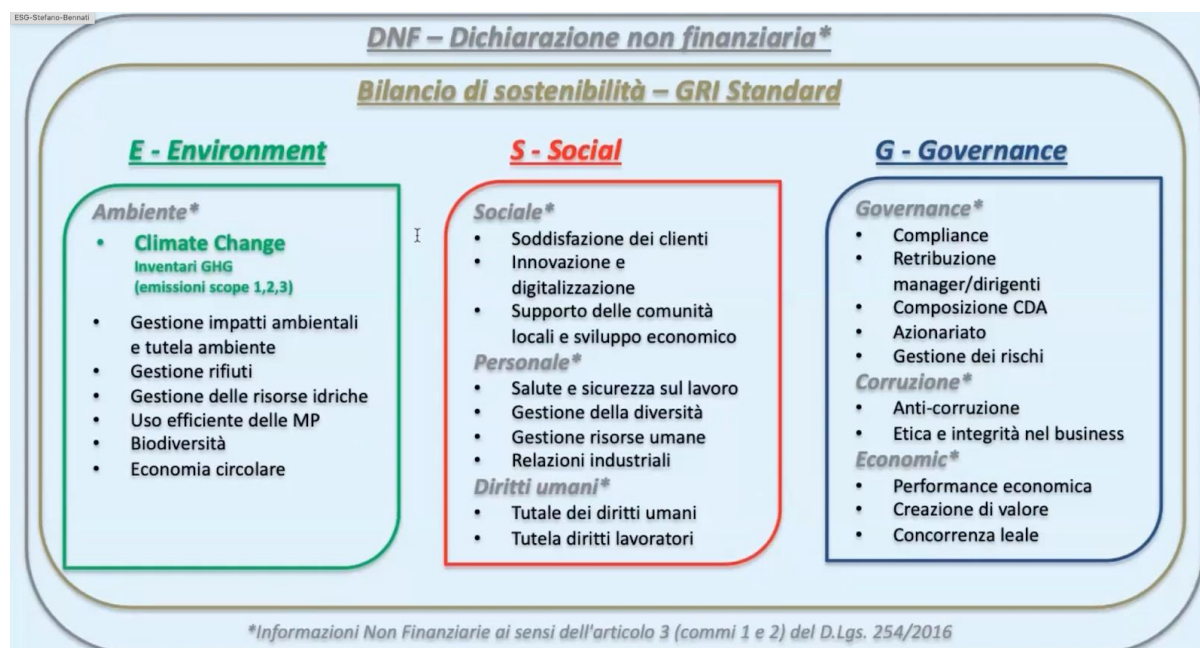 ESG-Stefano-Bennati
DNF – Dichiarazione non finanziaria*
Bilancio di sostenibilità – GRI Standard
E - Environment
Ambiente*
• Climate Change
Inventari GHG
(emissioni scope 1,2,3)
• Gestione impatti ambientali
e tutela ambiente
• Gestione rifiuti
• Gestione delle risorse idriche
• Uso efficiente delle MP
• Biodiversità
• Economia circolare
S - Social
Sociale*
• Soddisfazione dei clienti
• Innovazione e
digitalizzazione
• Supporto delle comunità
locali e sviluppo economico
Personale*
• Salute e sicurezza sul lavoro
• Gestione della diversità
• Gestione risorse umane
• Relazioni industriali
Diritti umani*
• Tutale dei diritti umani
• Tutela diritti lavoratori
G - Governance
Governance*
• Compliance
• Retribuzione
manager/dirigenti
• Composizione CDA
• Azionariato
• Gestione dei rischi
Corruzione*
• Anti-corruzione
• Etica e integrità nel business
Economic*
• Performance economica
• Creazione di valore
• Concorrenza leale
*Informazioni Non Finanziarie ai sensi dell'articolo 3 (commi 1 e 2) del D.Lgs. 254/2016